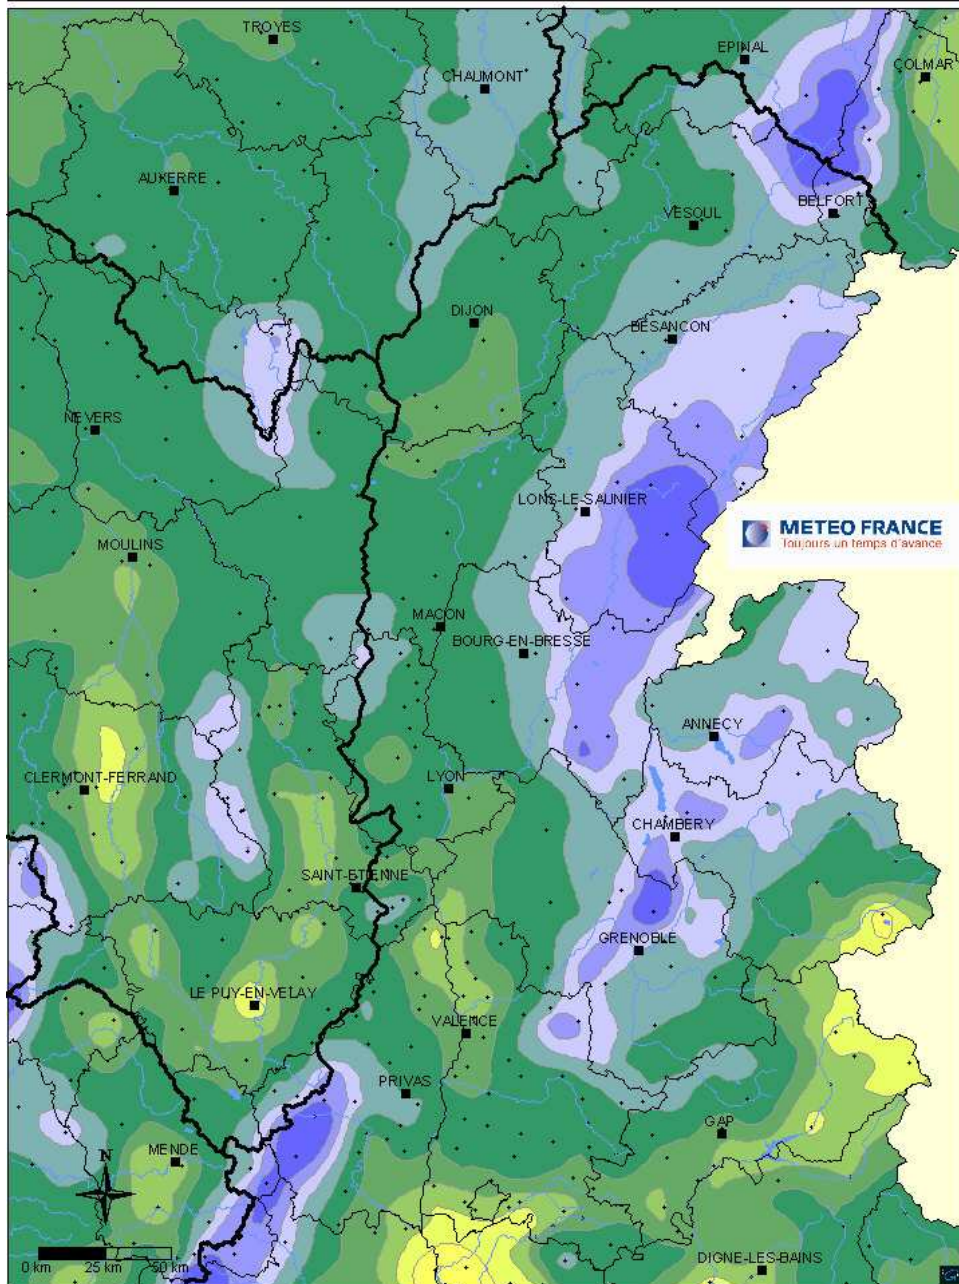 TROYES
EPINAL
COLMAR
CHAUMONT
AUXERRE
BELFORT
VESOUL
DIJON
BESANCON
NEVERS
LONS-LE-SAUNIER
METEO FRANCE
Toujours un temps d'avance
MOULINS
MACON
BOURG-EN-BRESSE
ANNECY
CLERMONT-FERRAND
LYON
CHAMBERY
SAINT-ETIENNE
GRENOBLE
LE PUY-EN-VELAY
VALENCE
PRIVAS
GAP
MENDE
N
DIGNE-LES-BAINS
0 km 25 km 50 km